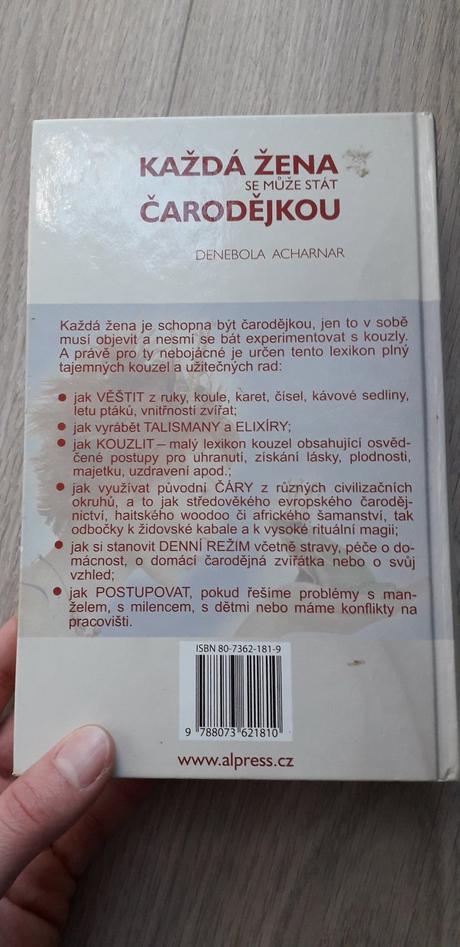 KAŽDÁ ŽENA
SE MŮŽE STÁT
ČARODĚJKOU
DENEBOLA ACHARNAR
Každá žena je schopna být čarodějkou, jen to v sobě
musí objevit a nesmí se bát experimentovat s kouzly.
A právě pro ty nebojácné je určen tento lexikon plný
tajemných kouzel a užitečných rad:
• jak VĚŠTIT z ruky, koule, karet, čísel, kávové sedliny,
letu ptáků, vnitřností zvířat;
• jak vyrábět TALISMANY a ELIXÍRY;
• jak KOUZLIT – malý lexikon kouzel obsahující osvěd-
čené postupy pro uhranutí, získání lásky, plodnosti,
majetku, uzdravení apod.;
• jak využívat původní ČÁRY z různých civilizačních
okruhů, a to jak středověkého evropského čaroděj-
nictví, haitského woodoo či afrického šamanství, tak
odbočky k židovské kabale a k vysoké rituální magii;
• jak si stanovit DENNÍ REŽIM včetně stravy, péče o do-
mácnost, o domácí čarodějná zvířátka nebo o svůj
vzhled;
• jak POSTUPOVAT, pokud řešíme problémy s man-
želem, s milencem, s dětmi nebo máme konflikty na
pracovišti.
ISBN 80-7362-181-9
9 788073 621810
www.alpress.cz